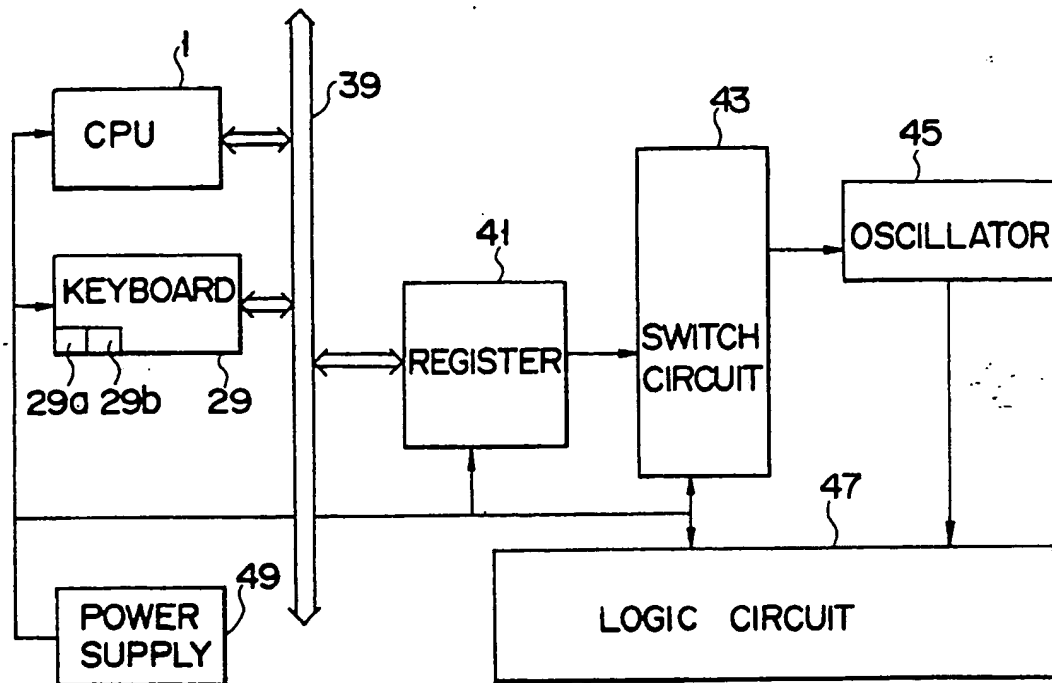 1
CPU
39
43
45
OSCILLATOR
41
KEYBOARD
REGISTER
SWITCH
CIRCUIT
29a 29b 29
47
49
POWER
SUPPLY
LOGIC CIRCUIT